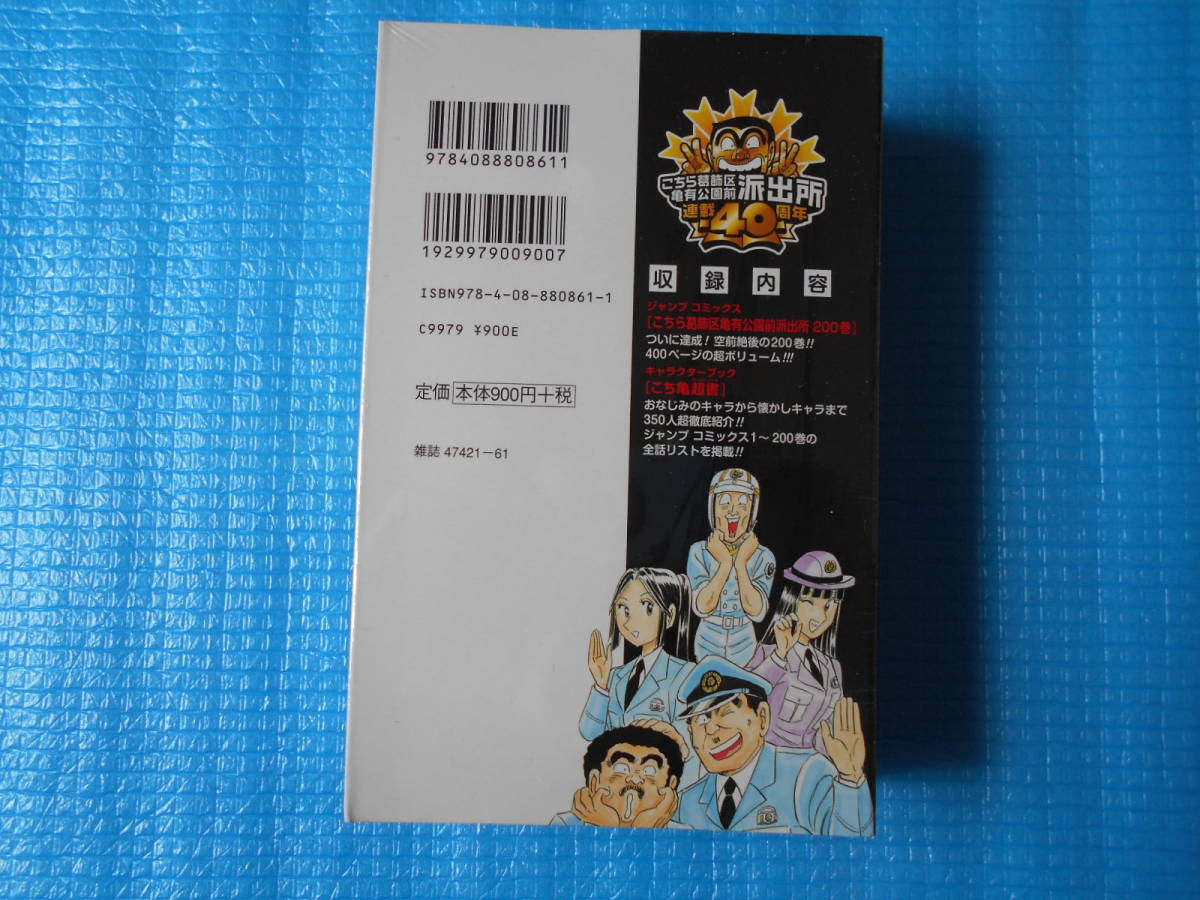 9784088808611
1929979009007
ISBN978-4-08-880861-1
C9979 ¥900E
定価 本体900円+税
雑誌 47421-61
こちら葛飾区
亀有公園前
派出所
連載40周年
収録内容
ジャンプ コミックス
[こちら葛飾区亀有公園前派出所 200巻]
ついに達成! 空前絶後の200巻!!
400ページの超ボリューム!!!
キャラクターブック
[こち亀超書]
おなじみのキャラから懐かしキャラまで
350人超徹底紹介!!
ジャンプ コミックス1〜200巻の
全話リストを掲載!!